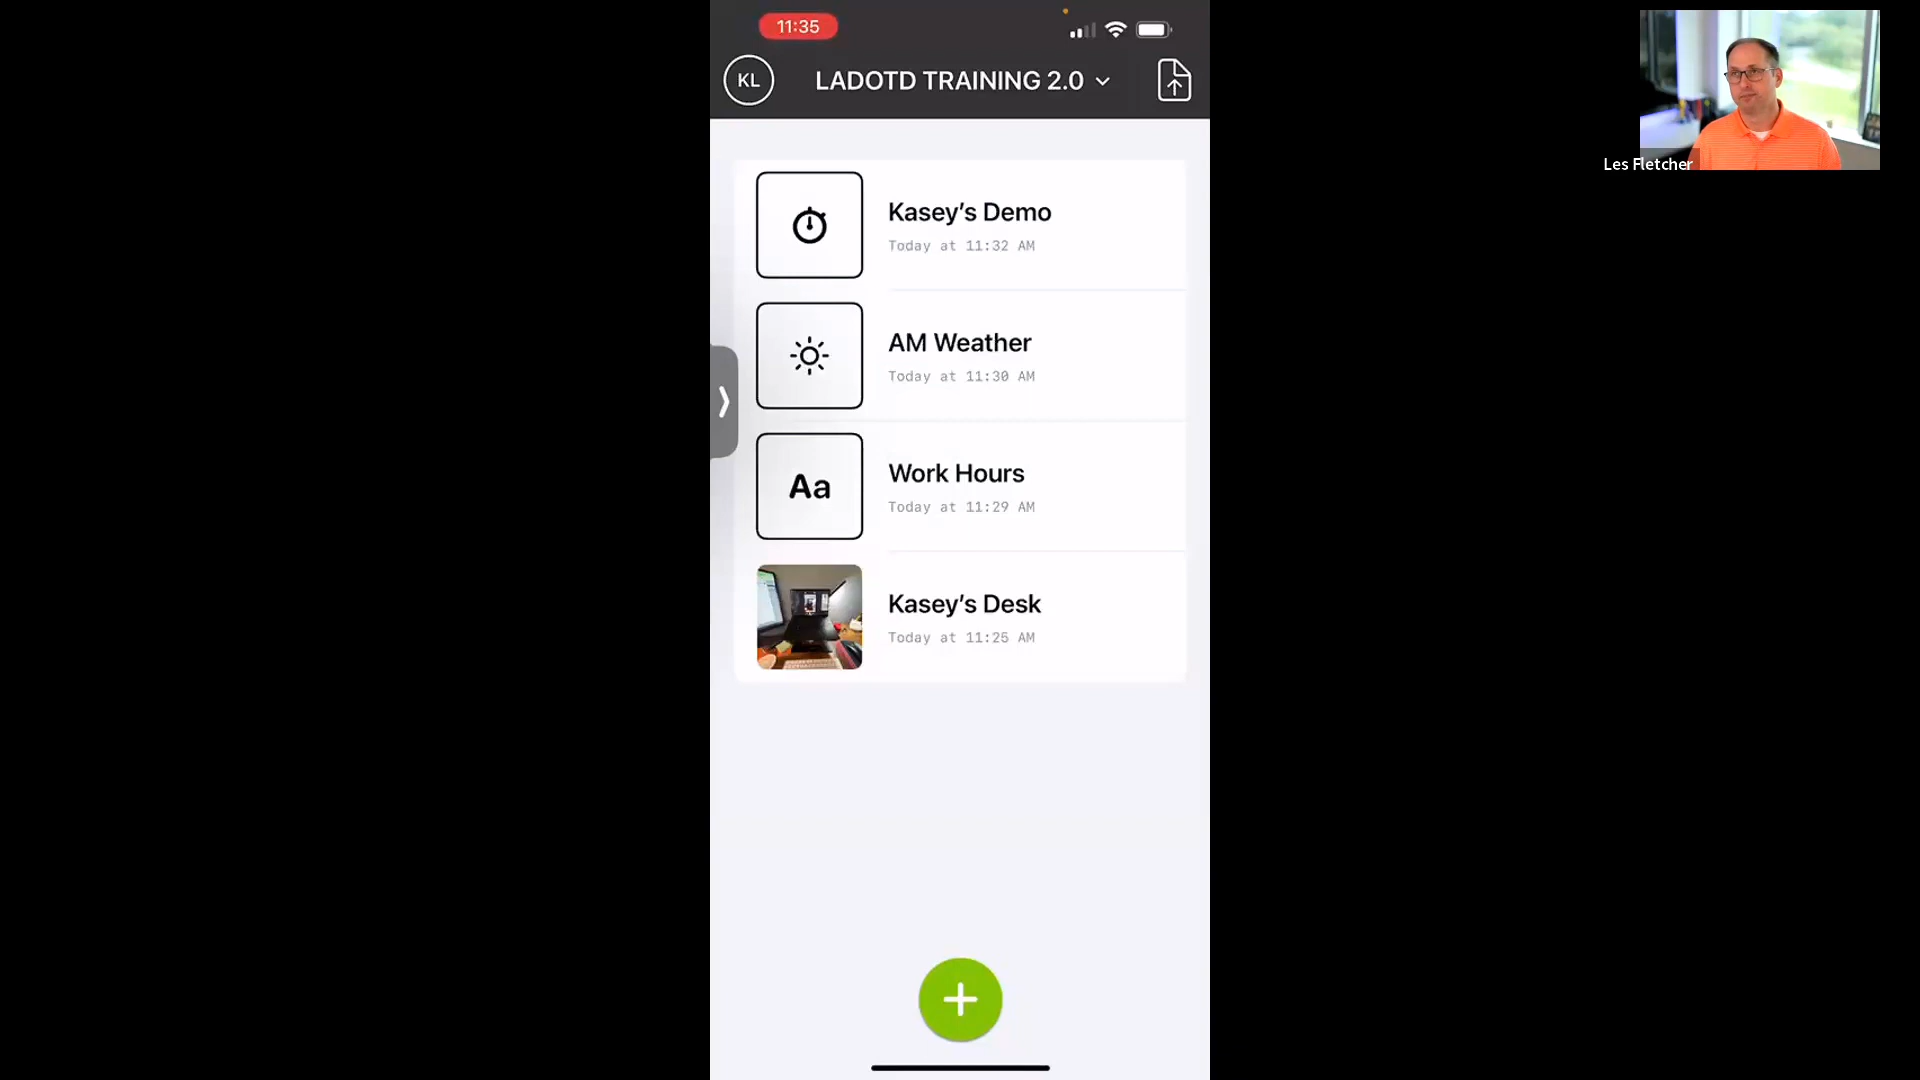 11:35
KL
LADOTD TRAINING 2.0
Les Fletcher
Kasey’s Demo
Today at 11:32 AM
AM Weather
Today at 11:30 AM
Aa
Work Hours
Today at 11:29 AM
Kasey’s Desk
Today at 11:25 AM